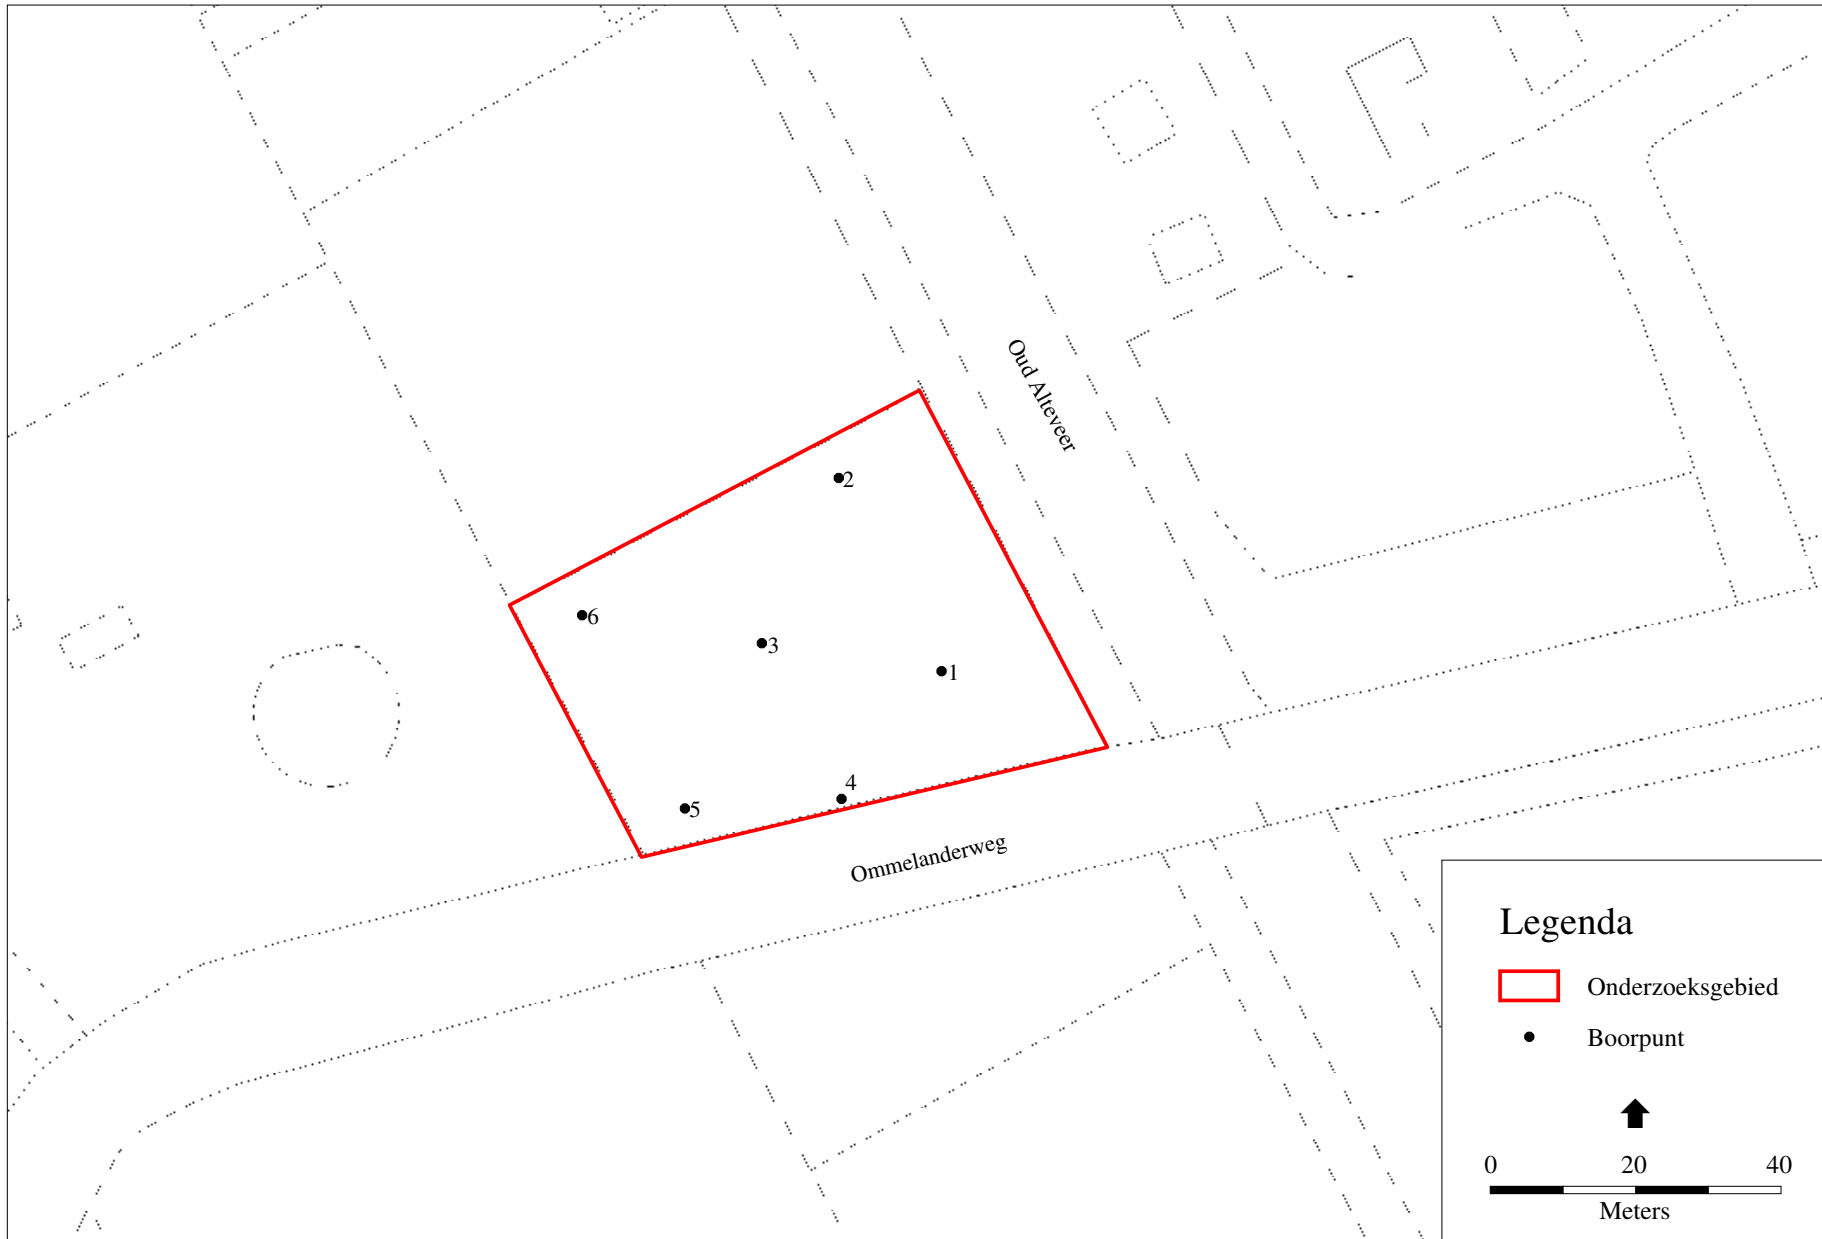 Oud Alteveer
2
6
3
1
4
5
Ommelanderweg
Legenda
Onderzoeksgebied
Boorpunt
0 20 40
Meters